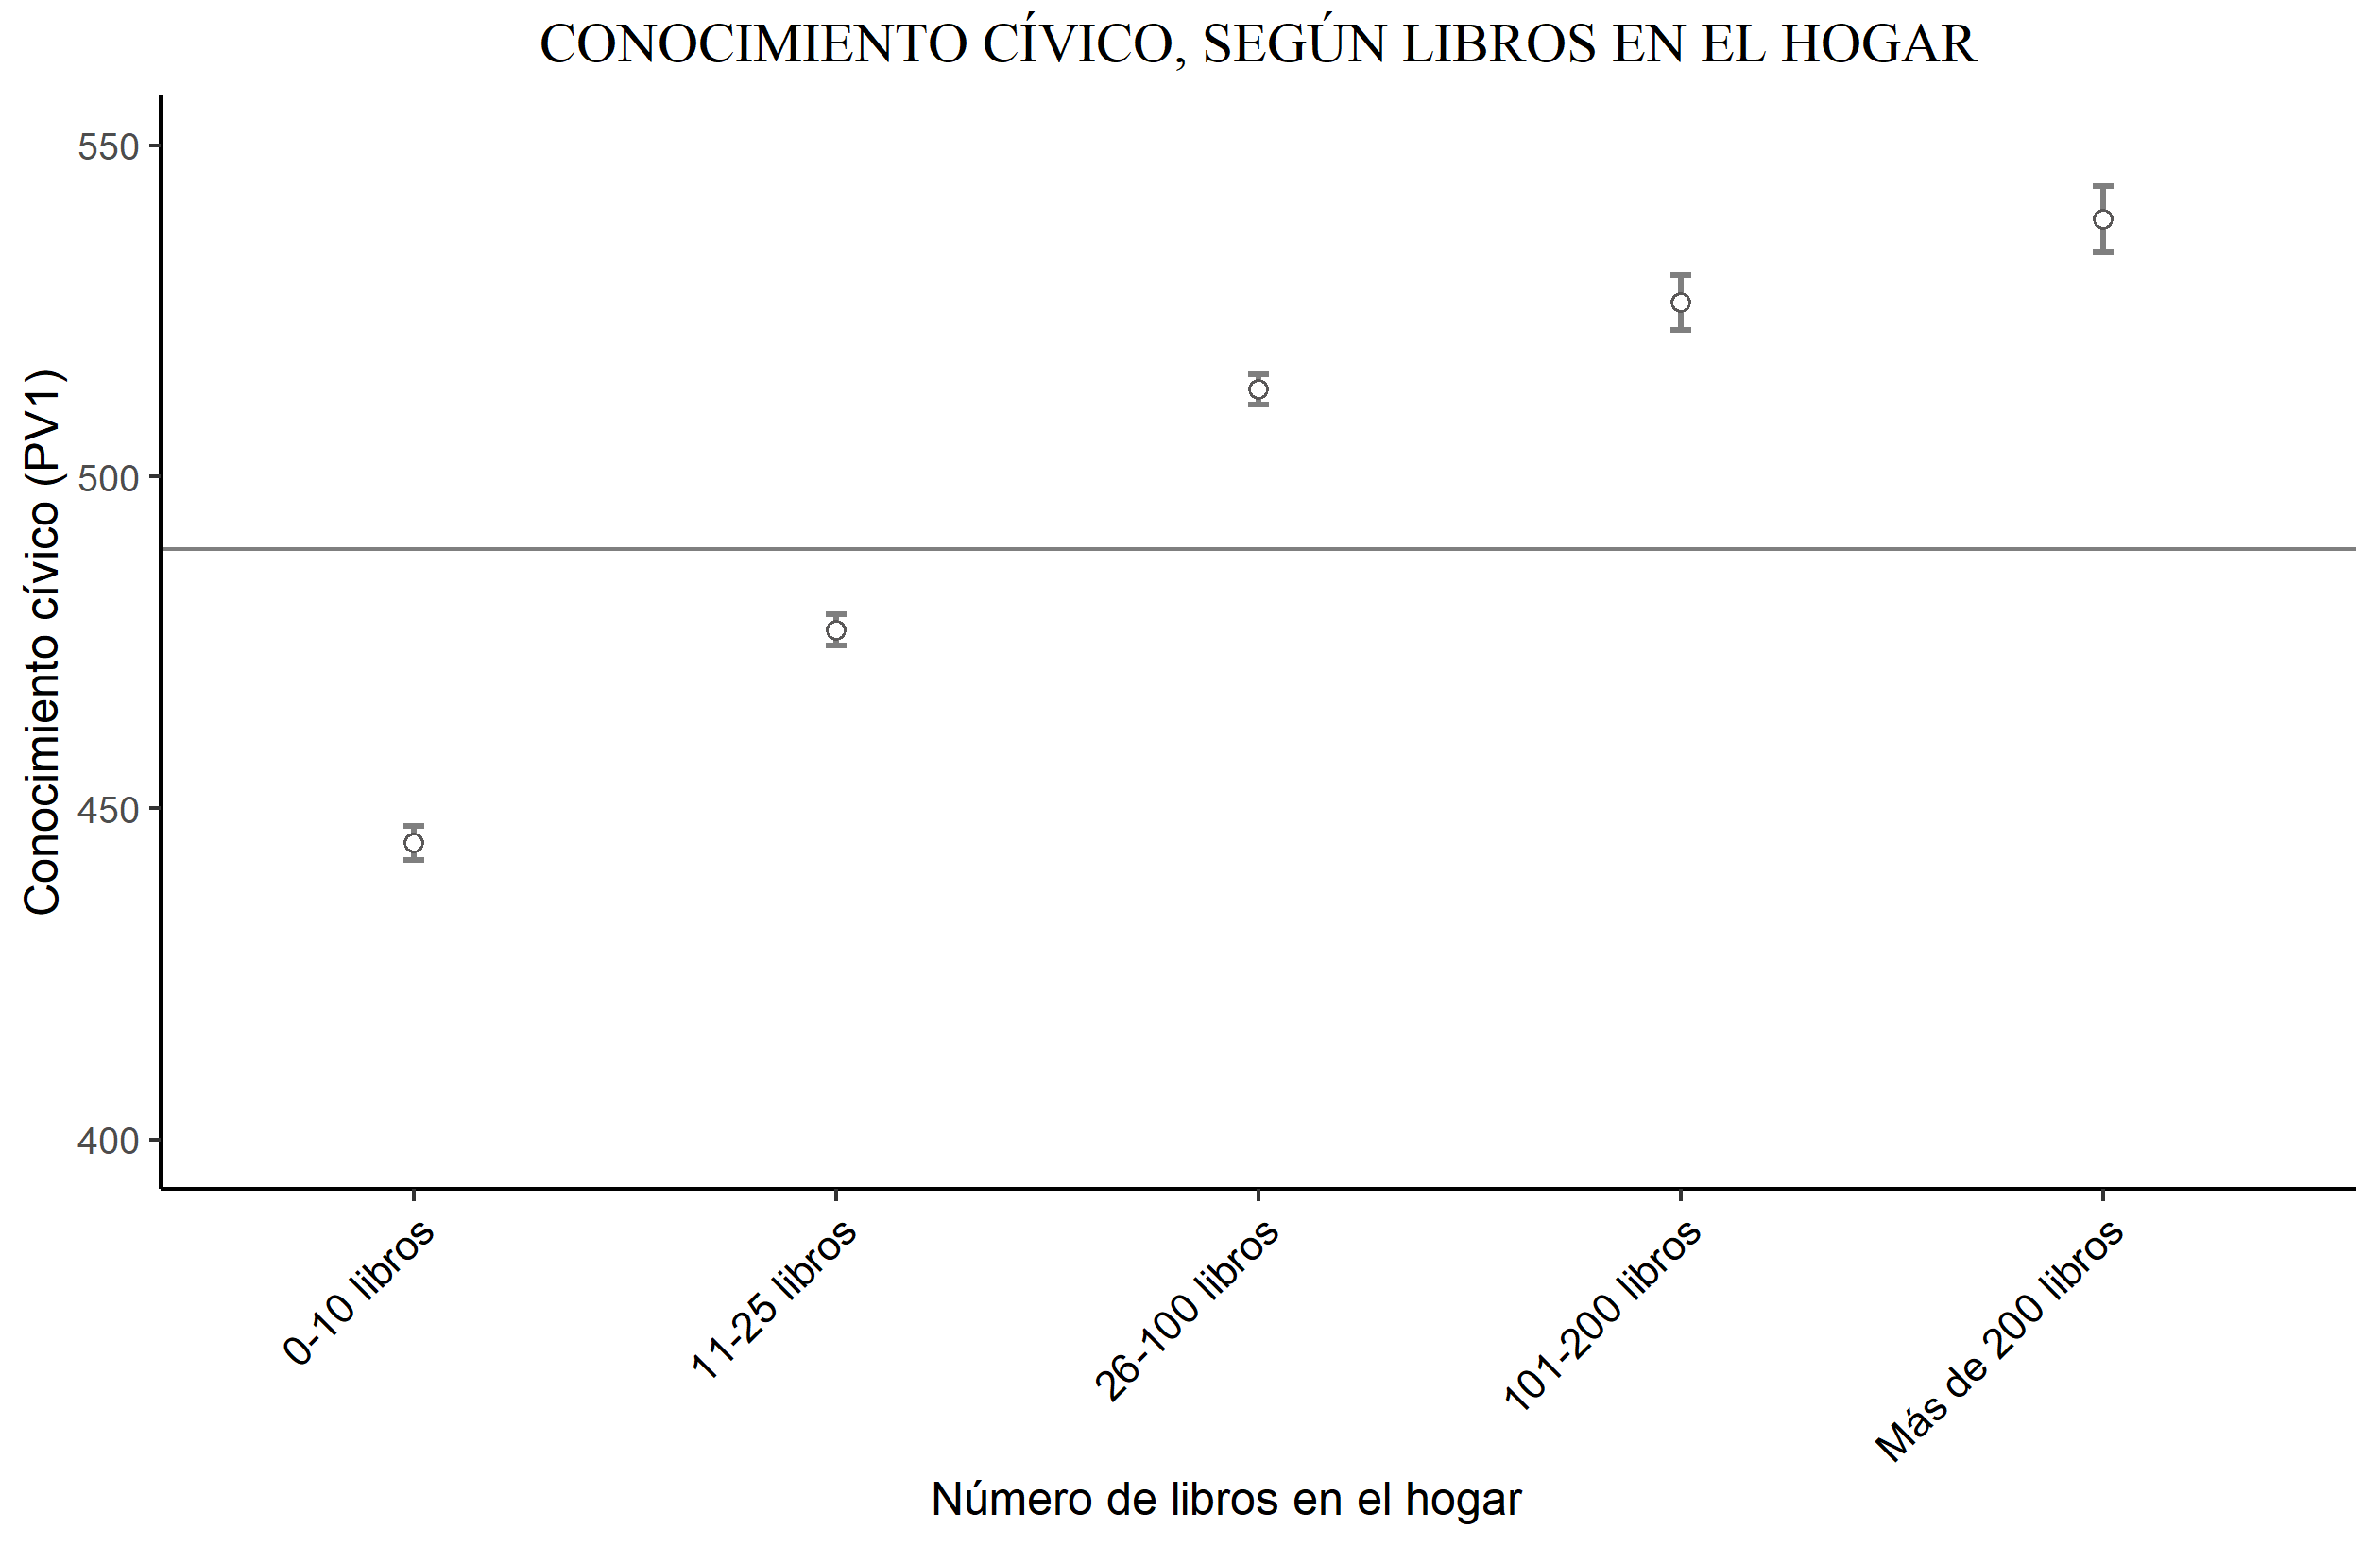 CONOCIMIENTO CÍVICO, SEGÚN LIBROS EN EL HOGAR
Conocimiento cívico (PV1)
550
500
450
400
0-10 libros
11-25 libros
26-100 libros
101-200 libros
Más de 200 libros
Número de libros en el hogar